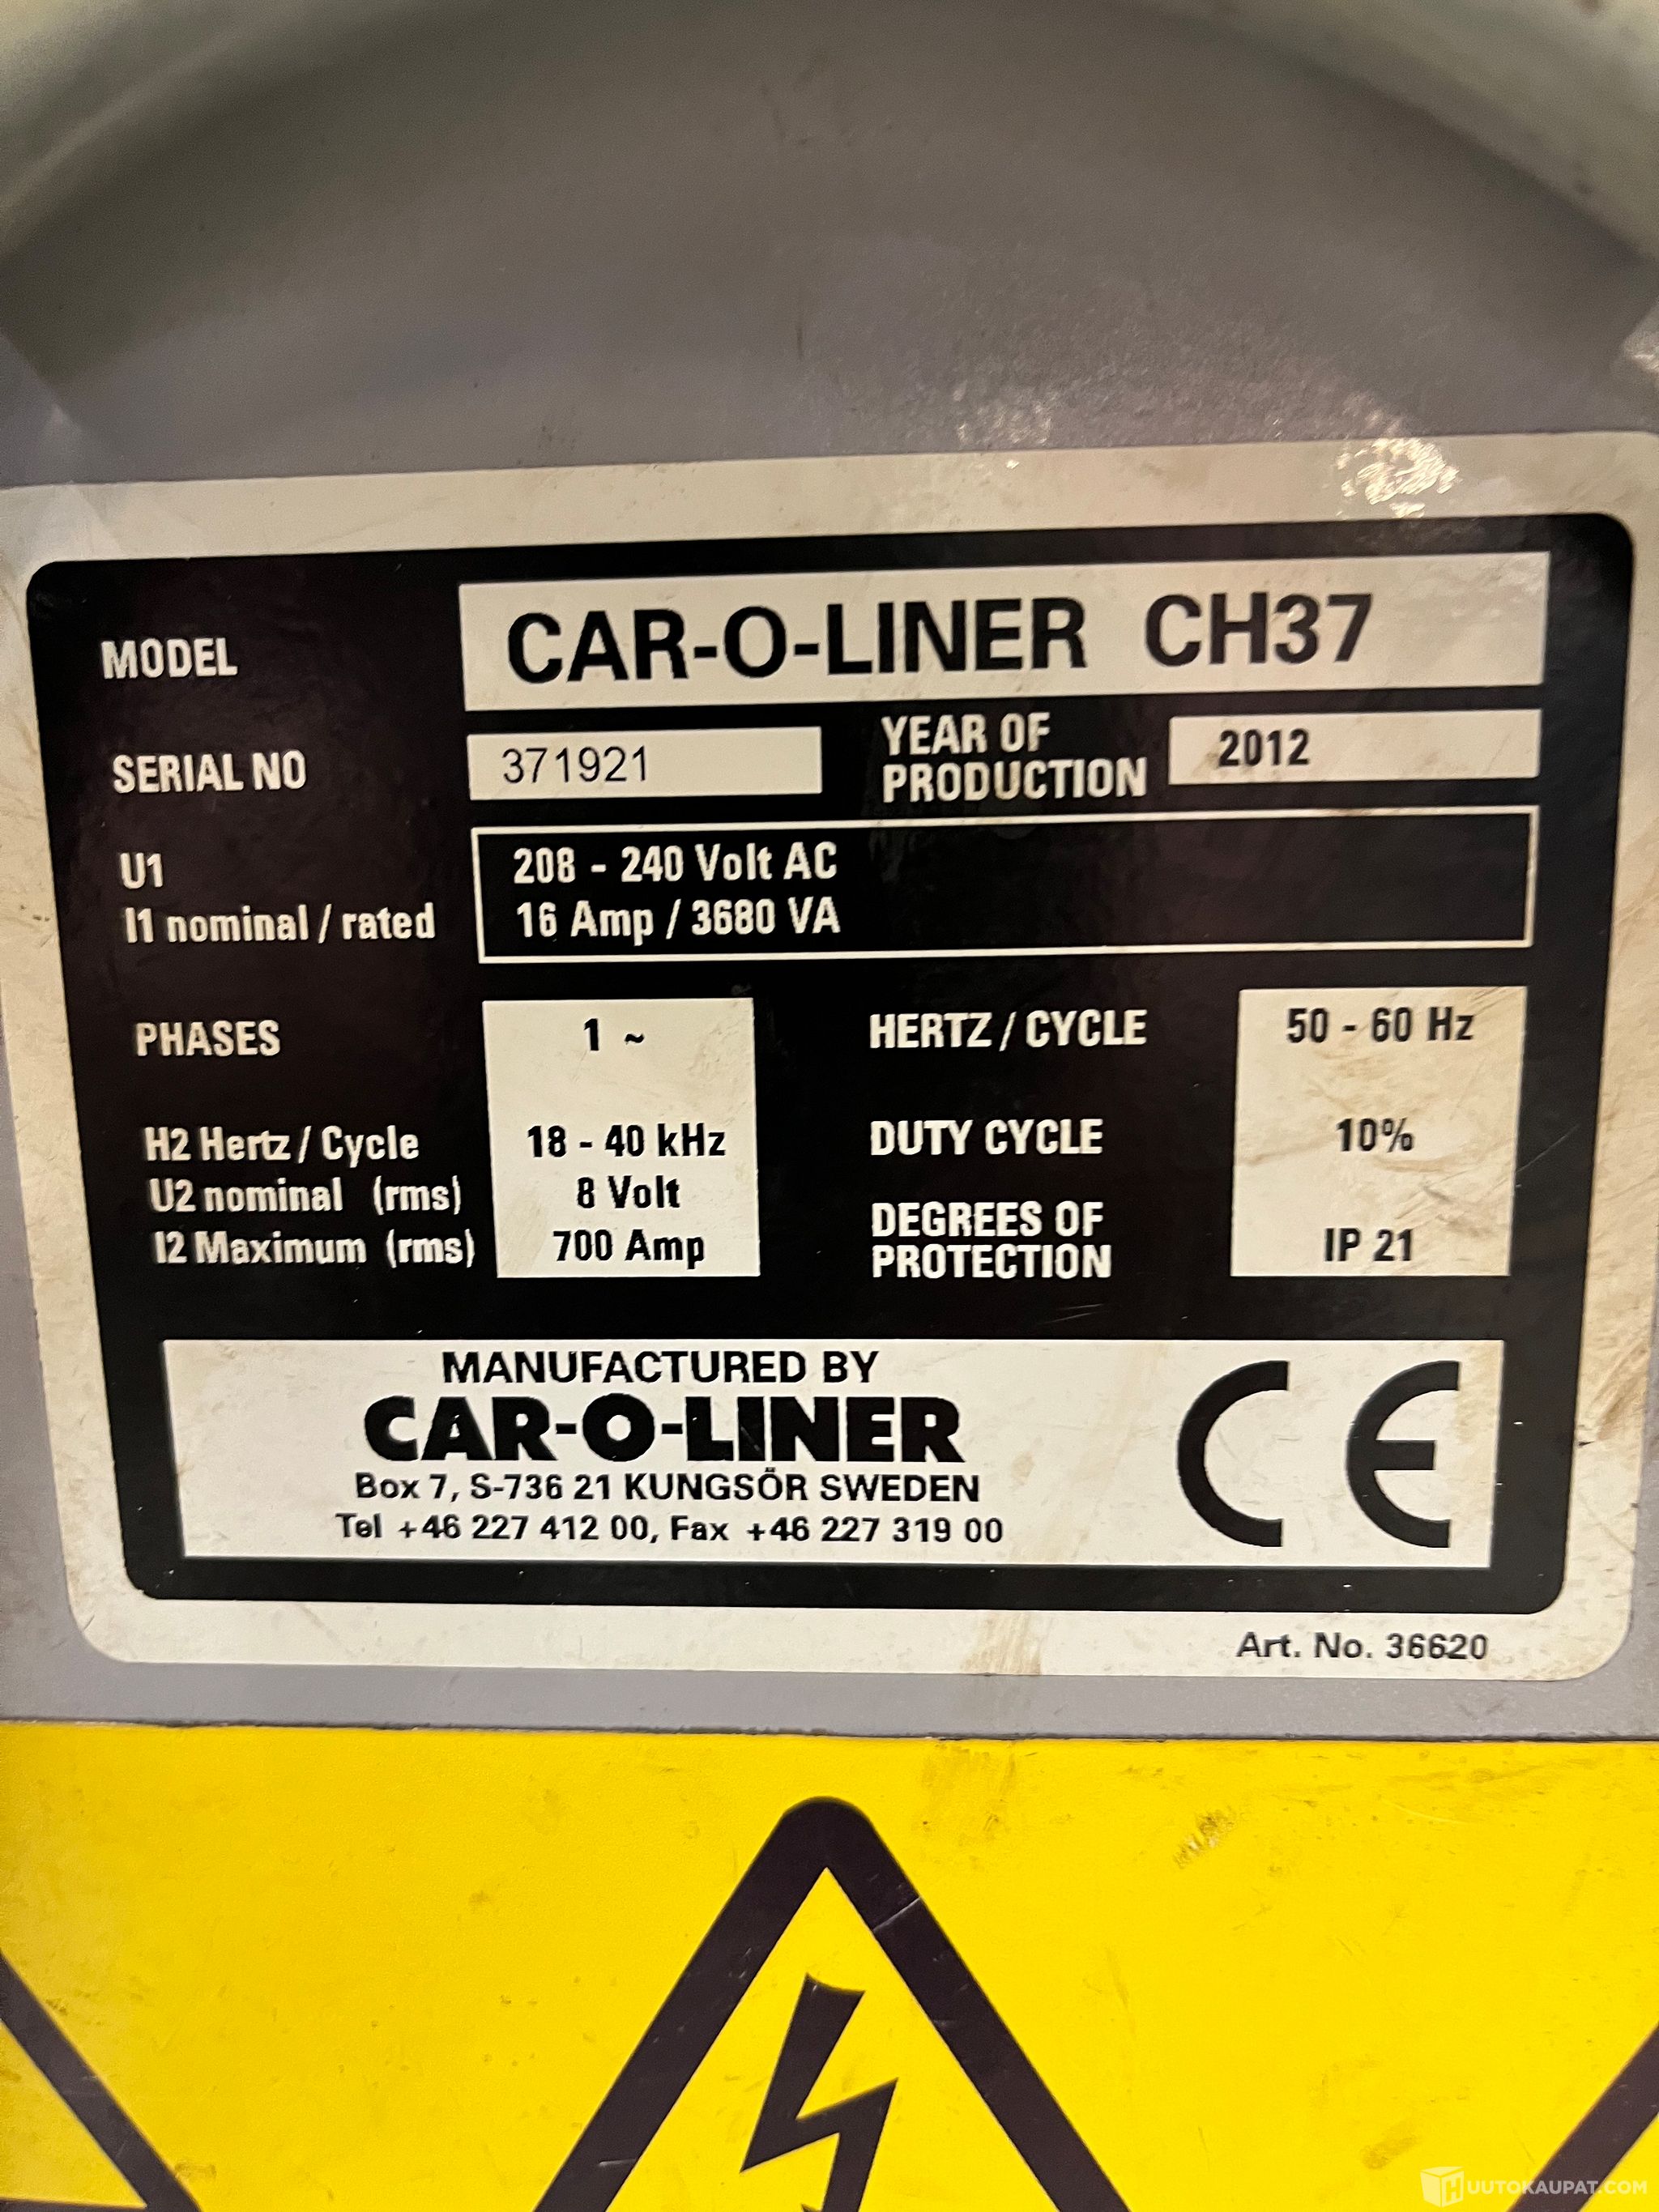 MODEL CAR-O-LINER CH37
SERIAL NO 371921 YEAR OF PRODUCTION 2012
U1 208 - 240 Volt AC
I1 nominal / rated 16 Amp / 3680 VA
PHASES 1 ~ HERTZ / CYCLE 50 - 60 Hz
H2 Hertz / Cycle 18 - 40 kHz DUTY CYCLE 10%
U2 nominal (rms) 8 Volt
I2 Maximum (rms) 700 Amp DEGREES OF PROTECTION IP 21
MANUFACTURED BY
CAR-O-LINER
Box 7, S-736 21 KUNGSÖR SWEDEN
Tel +46 227 412 00, Fax +46 227 319 00
CE
Art. No. 36620
HUUTOKAUPAT.COM